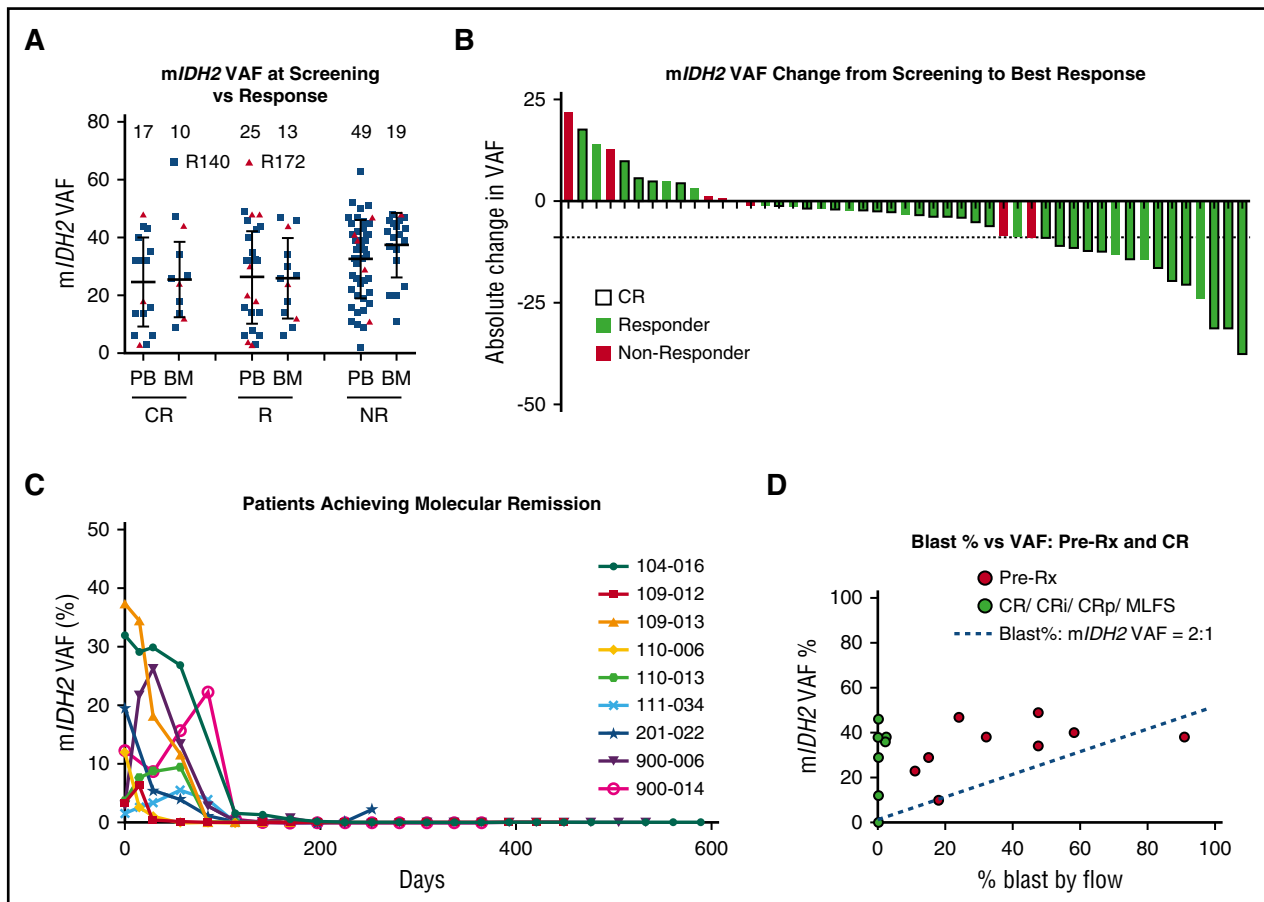 A
mIDH2 VAF at Screening
vs Response
80
60
40
20
0
mIDH2 VAF
17 10 25 13 49 19
R140 R172
PB BM PB BM PB BM
CR R NR
B
mIDH2 VAF Change from Screening to Best Response
25
0
-25
-50
Absolute change in VAF
CR
Responder
Non-Responder
C
Patients Achieving Molecular Remission
50
40
30
20
10
0
mIDH2 VAF (%)
0 200 400 600
Days
104-016
109-012
109-013
110-006
110-013
111-034
201-022
900-006
900-014
D
Blast % vs VAF: Pre-Rx and CR
Pre-Rx
CR/ CRi/ CRp/ MLFS
Blast%: mIDH2 VAF = 2:1
100
80
60
40
20
0
mIDH2 VAF %
0 20 40 60 80 100
% blast by flow